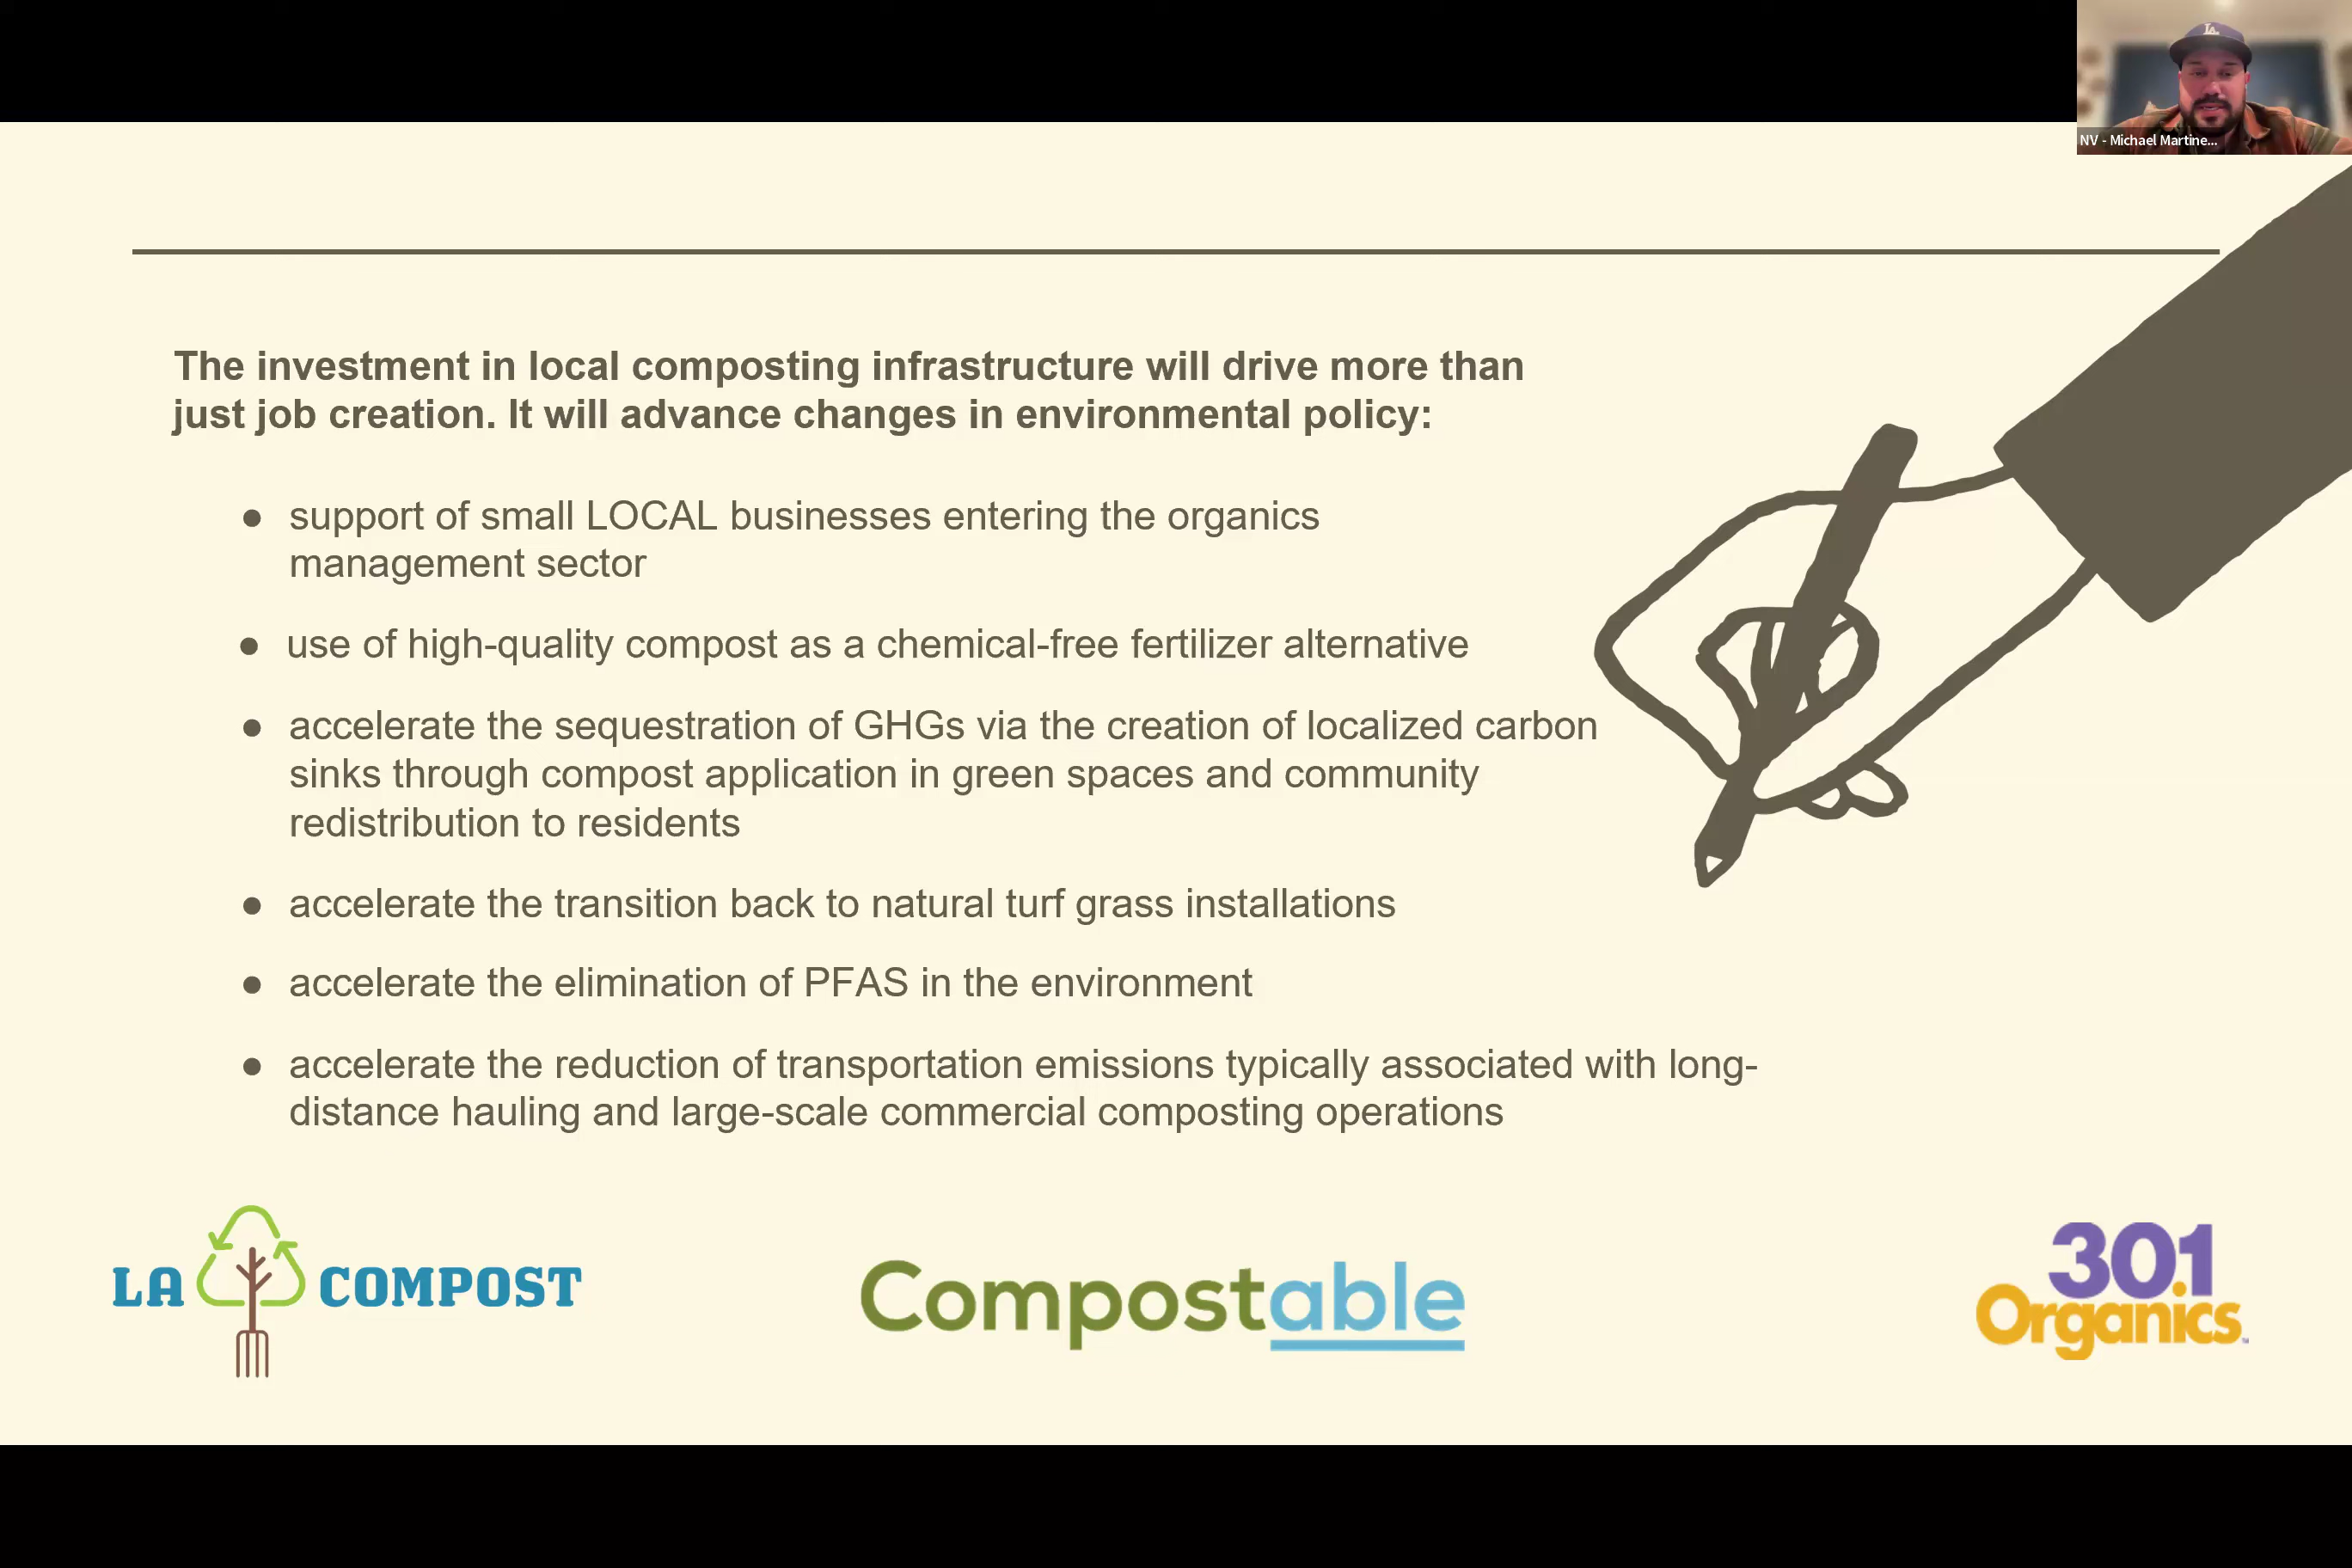 LA
NV - Michael Martine...
The investment in local composting infrastructure will drive more than
just job creation. It will advance changes in environmental policy:
● support of small LOCAL businesses entering the organics
management sector
● use of high-quality compost as a chemical-free fertilizer alternative
● accelerate the sequestration of GHGs via the creation of localized carbon
sinks through compost application in green spaces and community
redistribution to residents
● accelerate the transition back to natural turf grass installations
● accelerate the elimination of PFAS in the environment
● accelerate the reduction of transportation emissions typically associated with long-
distance hauling and large-scale commercial composting operations
LA COMPOST
Compostable
30.1
Organics